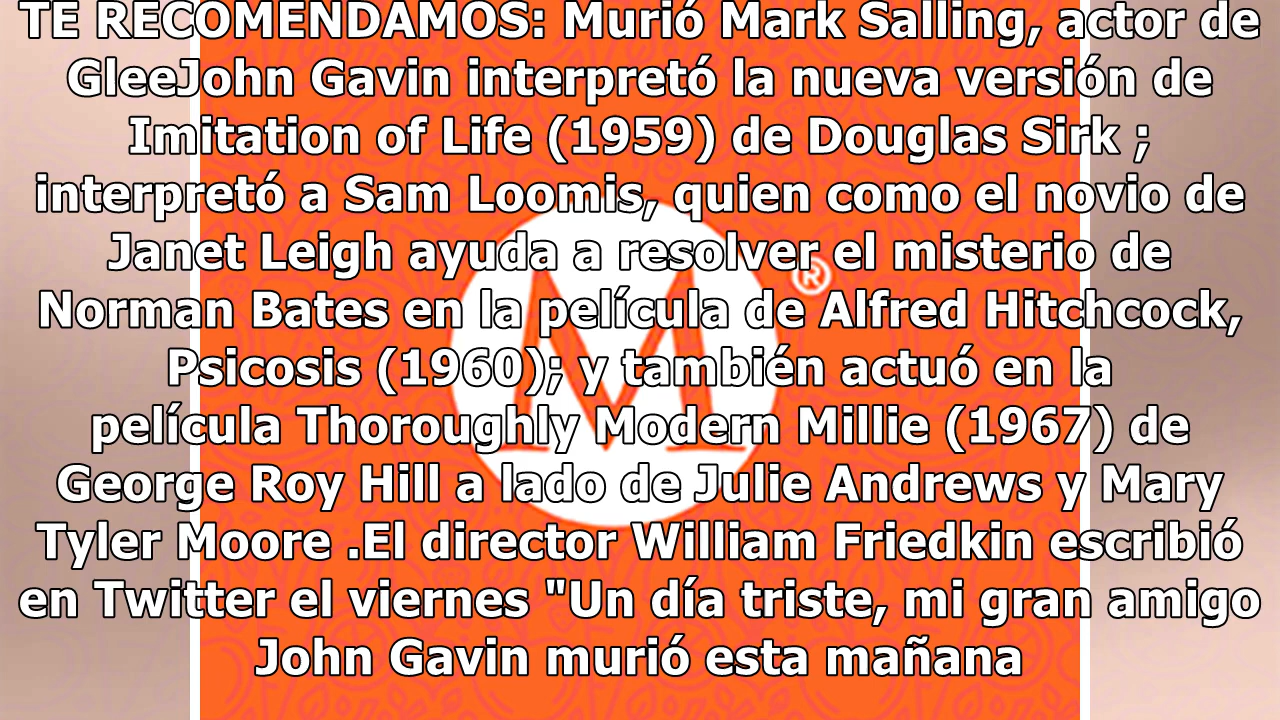 TE RECOMENDAMOS: Murió Mark Salling, actor de
GleeJohn Gavin interpretó la nueva versión de
Imitation of Life (1959) de Douglas Sirk ;
interpretó a Sam Loomis, quien como el novio de
Janet Leigh ayuda a resolver el misterio de
Norman Bates en la película de Alfred Hitchcock,
Psicosis (1960); y también actuó en la
película Thoroughly Modern Millie (1967) de
George Roy Hill a lado de Julie Andrews y Mary
Tyler Moore .El director William Friedkin escribió
en Twitter el viernes "Un día triste, mi gran amigo
John Gavin murió esta mañana
M ®